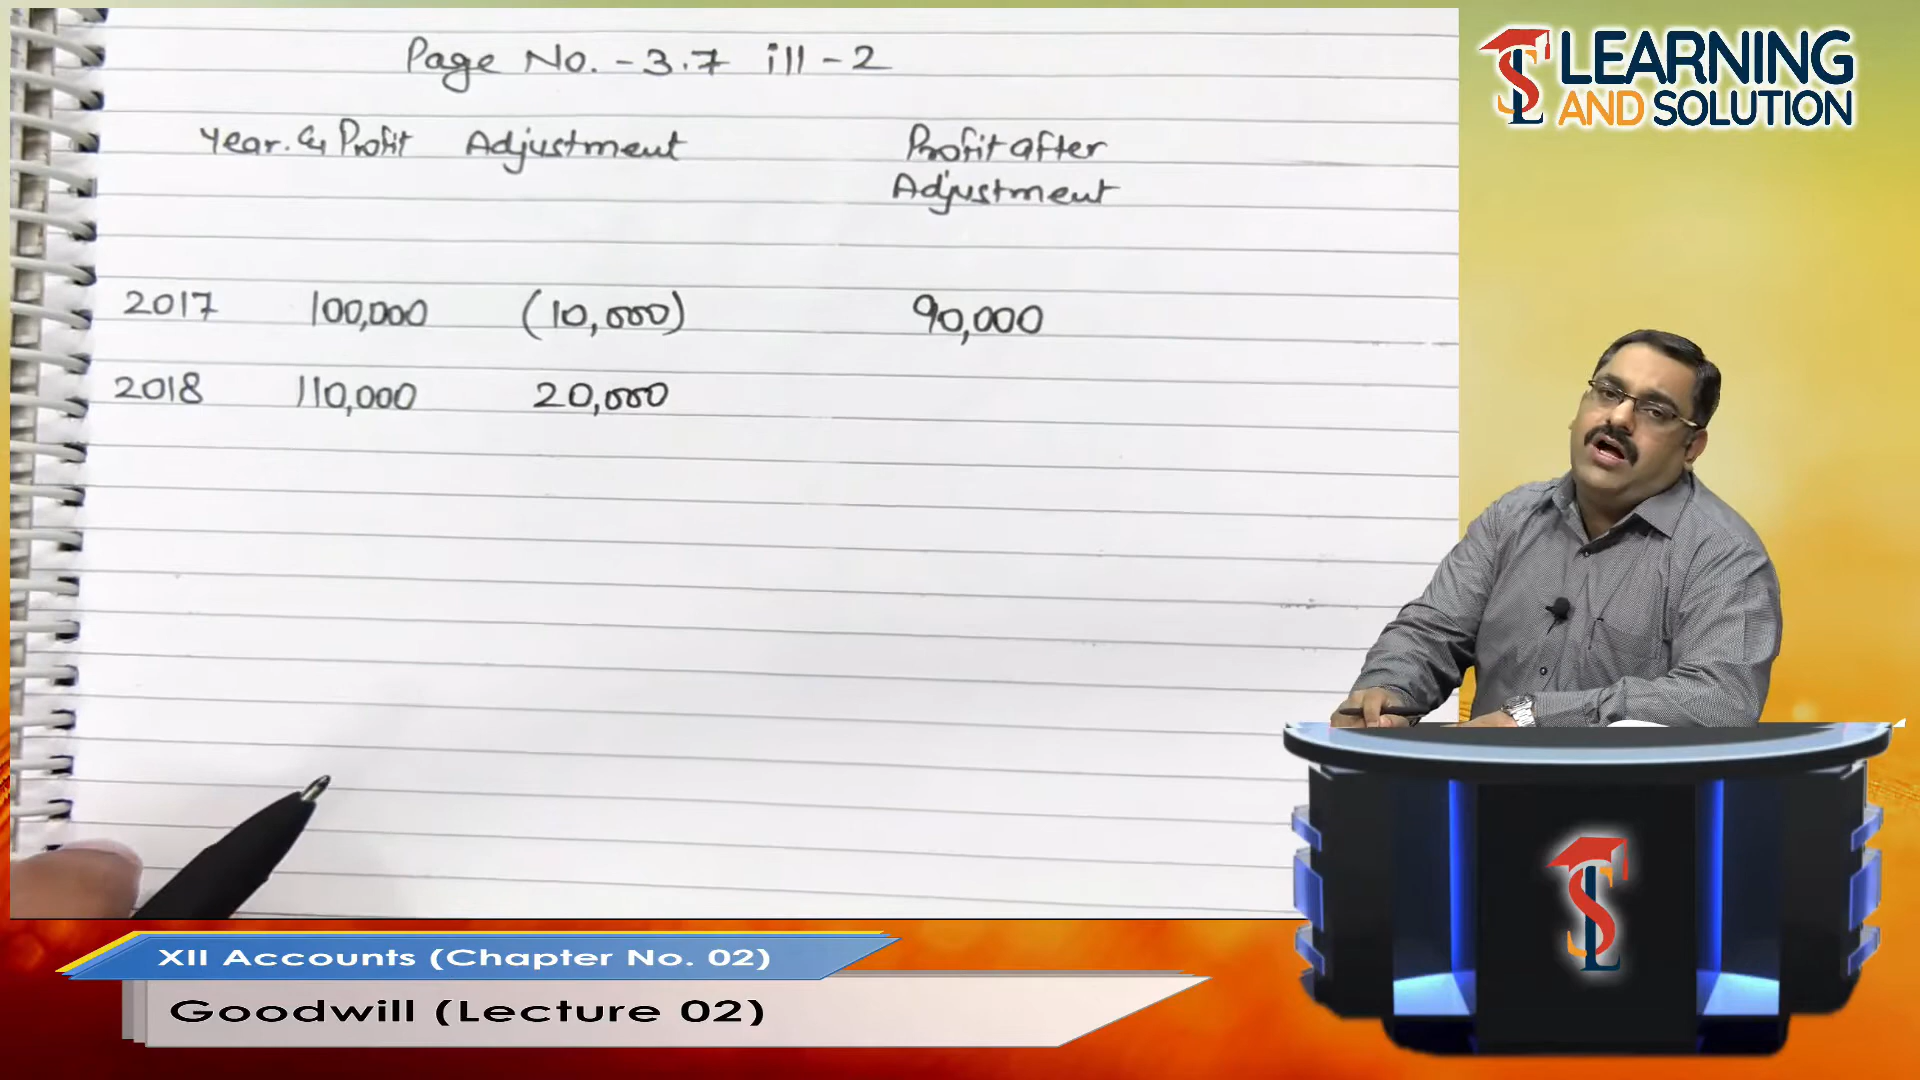 Page No. - 3.7 ill - 2
Year. Profit Adjustment Profit after
Adjustment
2017 100,000 (10,000) 90,000
2018 110,000 20,000
LEARNING
AND SOLUTION
XII Accounts (Chapter No. 02)
Goodwill (Lecture 02)